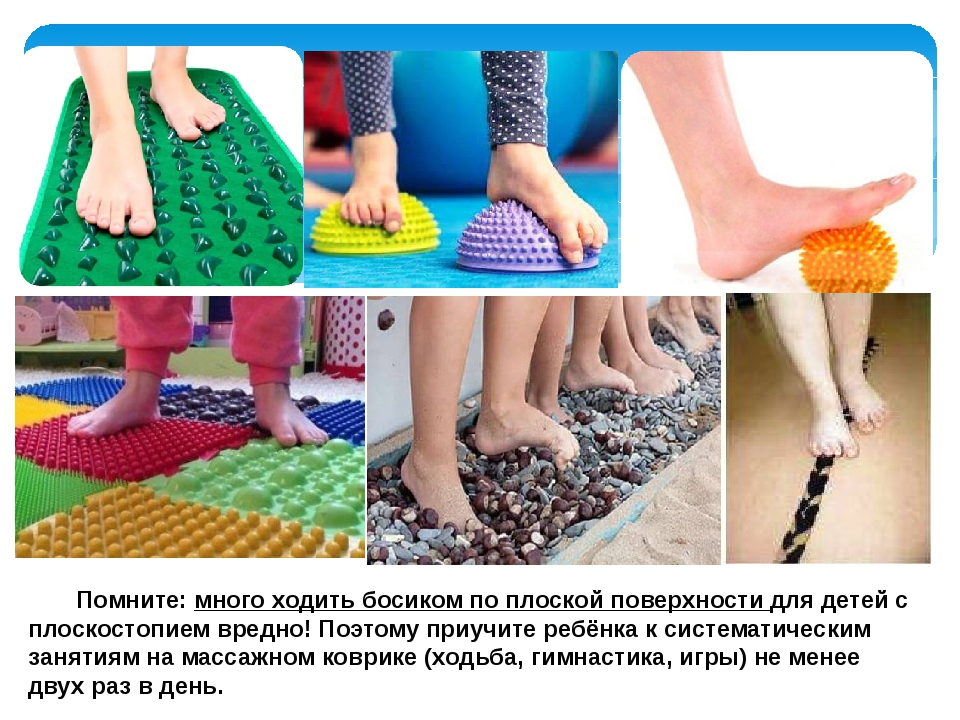 Помните: много ходить босиком по плоской поверхности для детей с
плоскостопием вредно! Поэтому приучите ребёнка к систематическим
занятиям на массажном коврике (ходьба, гимнастика, игры) не менее
двух раз в день.